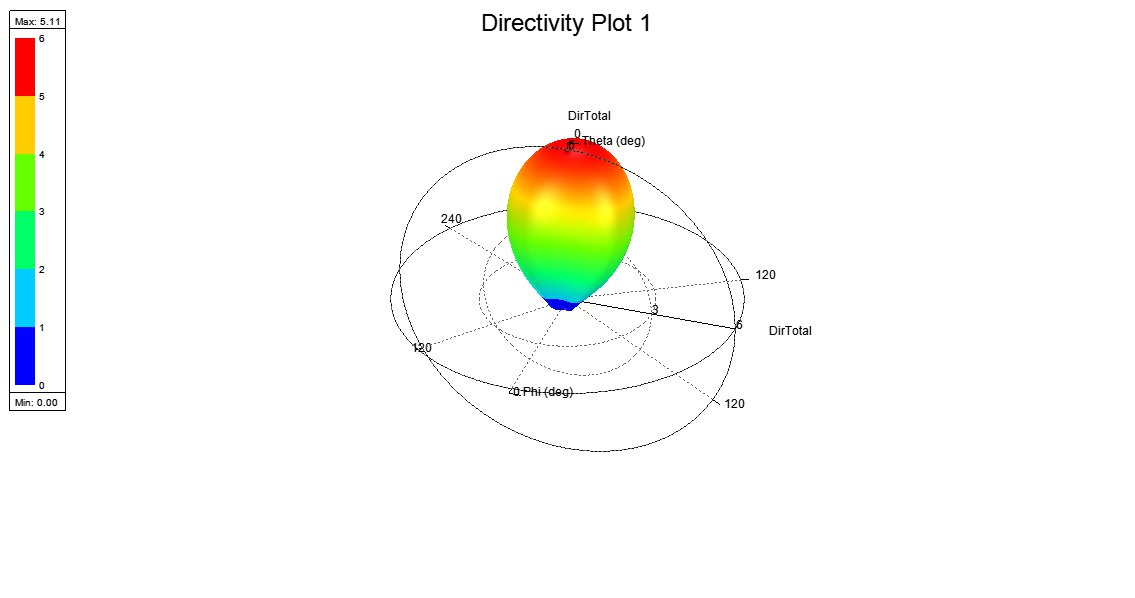 Directivity Plot 1
Max: 5.11
6
5
4
3
2
1
0
Min: 0.00
DirTotal
0
Theta (deg)
240
120
3
6
DirTotal
120
0 Phi (deg)
120